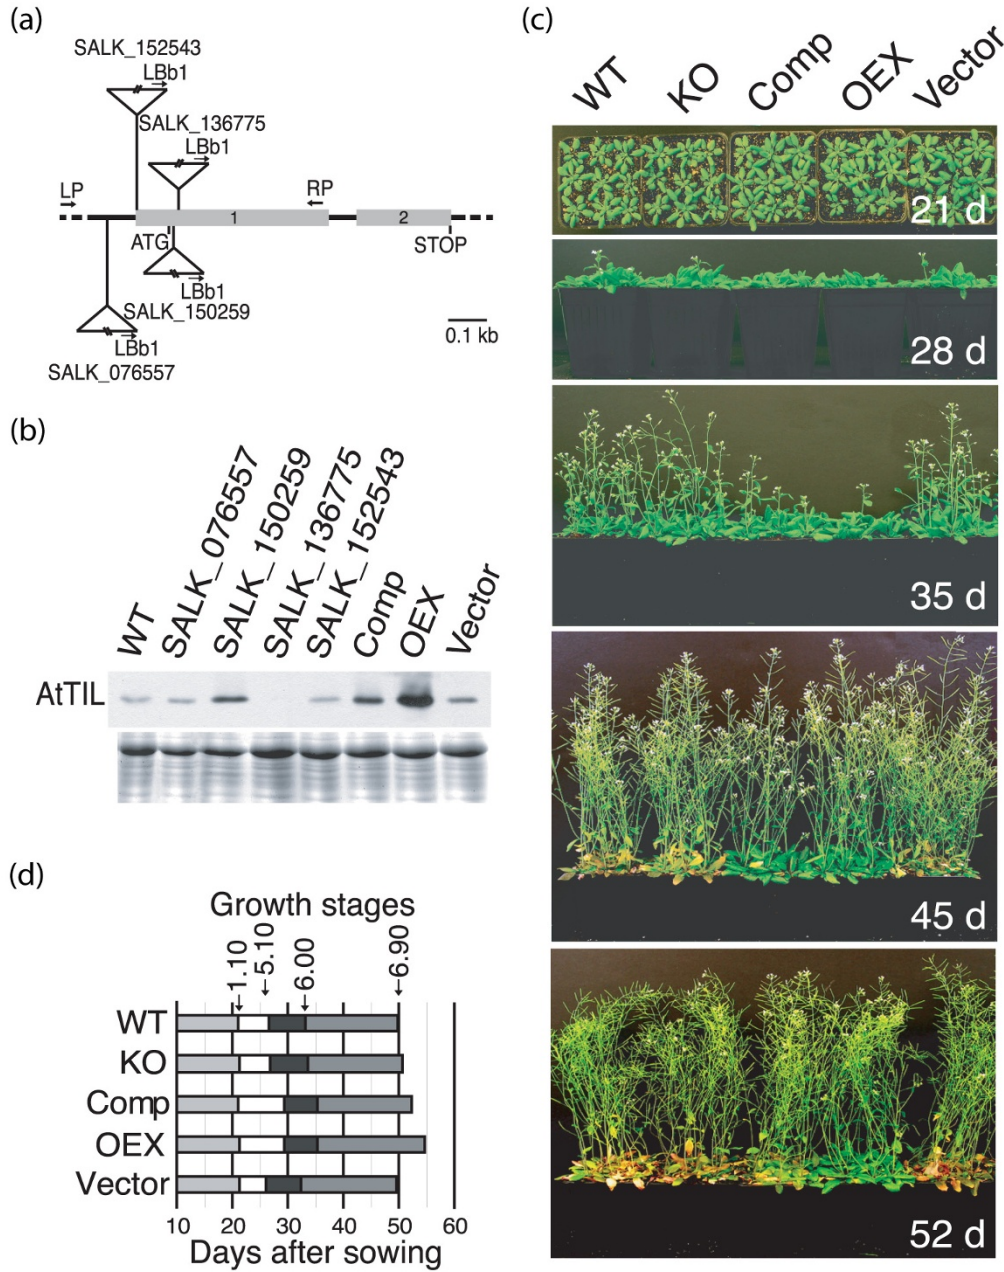 (a)
SALK_152543
LBb1
SALK_136775
LBb1
LP
RP
1
2
ATG
STOP
LBb1
SALK_150259
0.1 kb
LBb1
SALK_076557
(b)
WT
SALK_076557
SALK_150259
SALK_136775
SALK_152543
Comp
OEX
Vector
AtTIL
(c)
WT
KO
Comp
OEX
Vector
21 d
28 d
35 d
45 d
52 d
(d)
Growth stages
1.10
5.10
6.00
6.90
WT
KO
Comp
OEX
Vector
10 20 30 40 50 60
Days after sowing